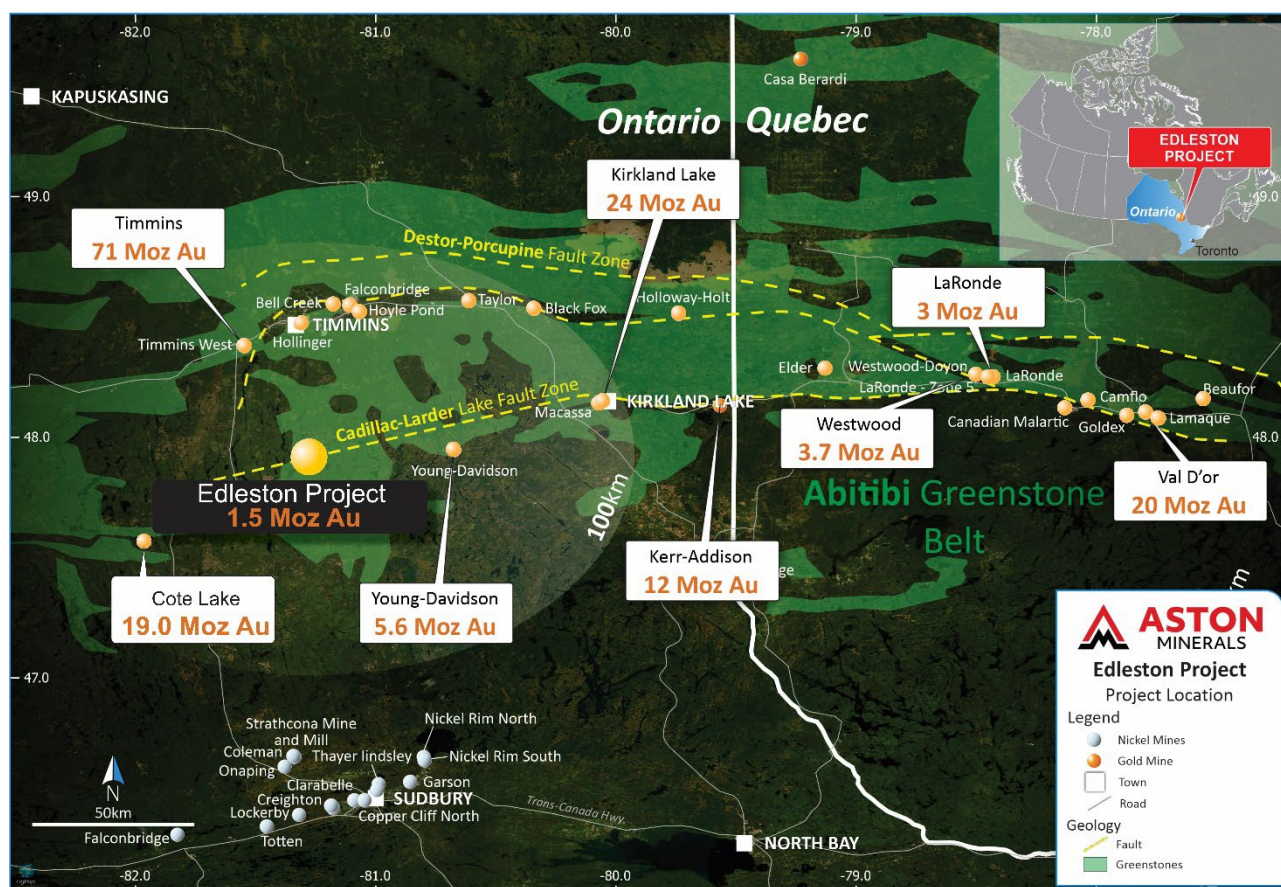 -82.0
-81.0
-80.0
-79.0
-78.0
KAPUSKASING
Casa Berardi
Ontario
Quebec
EDLESTON
PROJECT
Ontario
Toronto
49.0
49.0
Kirkland Lake
24 Moz Au
Timmins
71 Moz Au
Destor-Porcupine Fault Zone
Falconbridge
Bell Creek
Hoyle Pond
Taylor
Black Fox
Holloway-Holt
TIMMINS
Hollinger
Timmins West
LaRonde
3 Moz Au
Elder
Westwood-Doyon
LaRonde
LaRonde - Zone 5
Beaufor
Camflo
Canadian Malartic
Goldex
Lamaque
Cadillac-Larder Lake Fault Zone
Macassa
KIRKLAND LAKE
Westwood
3.7 Moz Au
48.0
48.0
Young-Davidson
Edleston Project
1.5 Moz Au
100km
Val D'or
20 Moz Au
Abitibi Greenstone
Belt
Cote Lake
19.0 Moz Au
Young-Davidson
5.6 Moz Au
Kerr-Addison
12 Moz Au
47.0
Nickel Rim North
Strathcona Mine
and Mill
Coleman
Thayer lindsley
Nickel Rim South
Onaping
Clarabelle
Garson
Creighton
SUDBURY
Lockerby
Copper Cliff North
Totten
Falconbridge
Trans-Canada Hwy.
NORTH BAY
N
50km
ASTON
MINERALS
Edleston Project
Project Location
Legend
Nickel Mines
Gold Mine
Town
Road
Geology
Fault
Greenstones
-82.0
-81.0
-80.0
-79.0